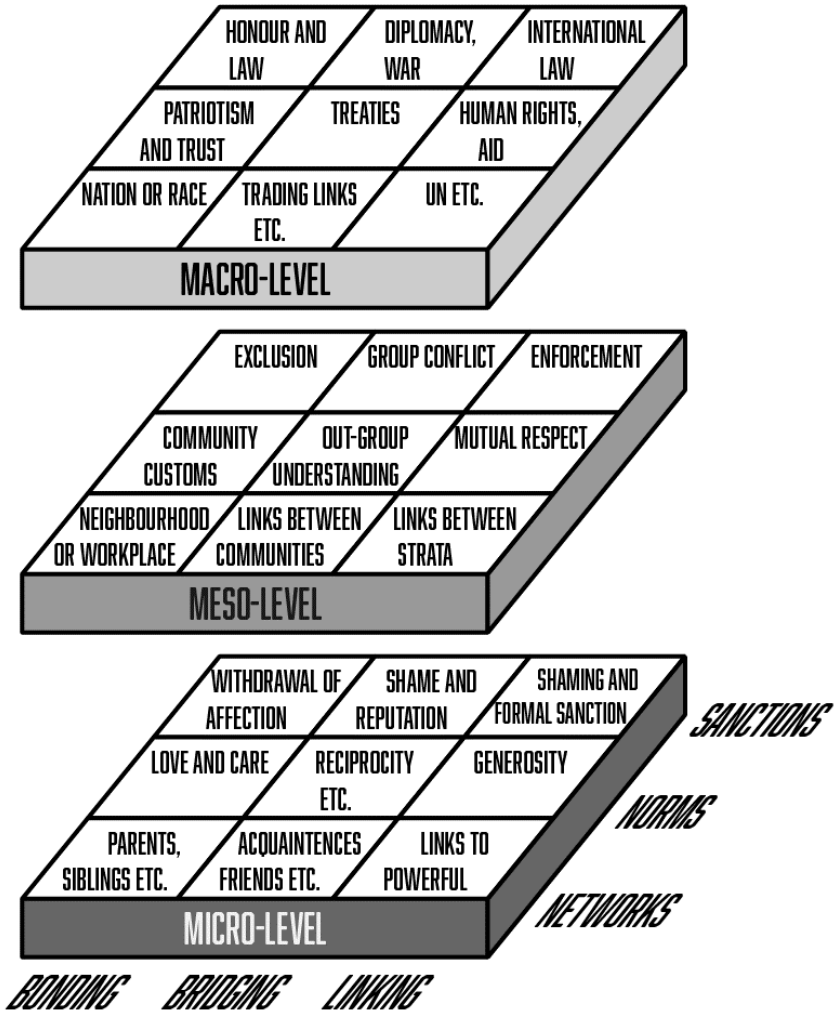 HONOUR AND LAW
DIPLOMACY, WAR
INTERNATIONAL LAW
PATRIOTISM AND TRUST
TREATIES
HUMAN RIGHTS, AID
NATION OR RACE
TRADING LINKS ETC.
UN ETC.
MACRO-LEVEL
EXCLUSION
GROUP CONFLICT
ENFORCEMENT
COMMUNITY CUSTOMS
OUT-GROUP UNDERSTANDING
MUTUAL RESPECT
NEIGHBOURHOOD OR WORKPLACE
LINKS BETWEEN COMMUNITIES
LINKS BETWEEN STRATA
MESO-LEVEL
WITHDRAWAL OF AFFECTION
SHAME AND REPUTATION
SHAMING AND FORMAL SANCTION
SANCTIONS
LOVE AND CARE
RECIPROCITY ETC.
GENEROSITY
NORMS
PARENTS, SIBLINGS ETC.
ACQUAINTENCES FRIENDS ETC.
LINKS TO POWERFUL
NETWORKS
MICRO-LEVEL
BONDING
BRIDGING
LINKING